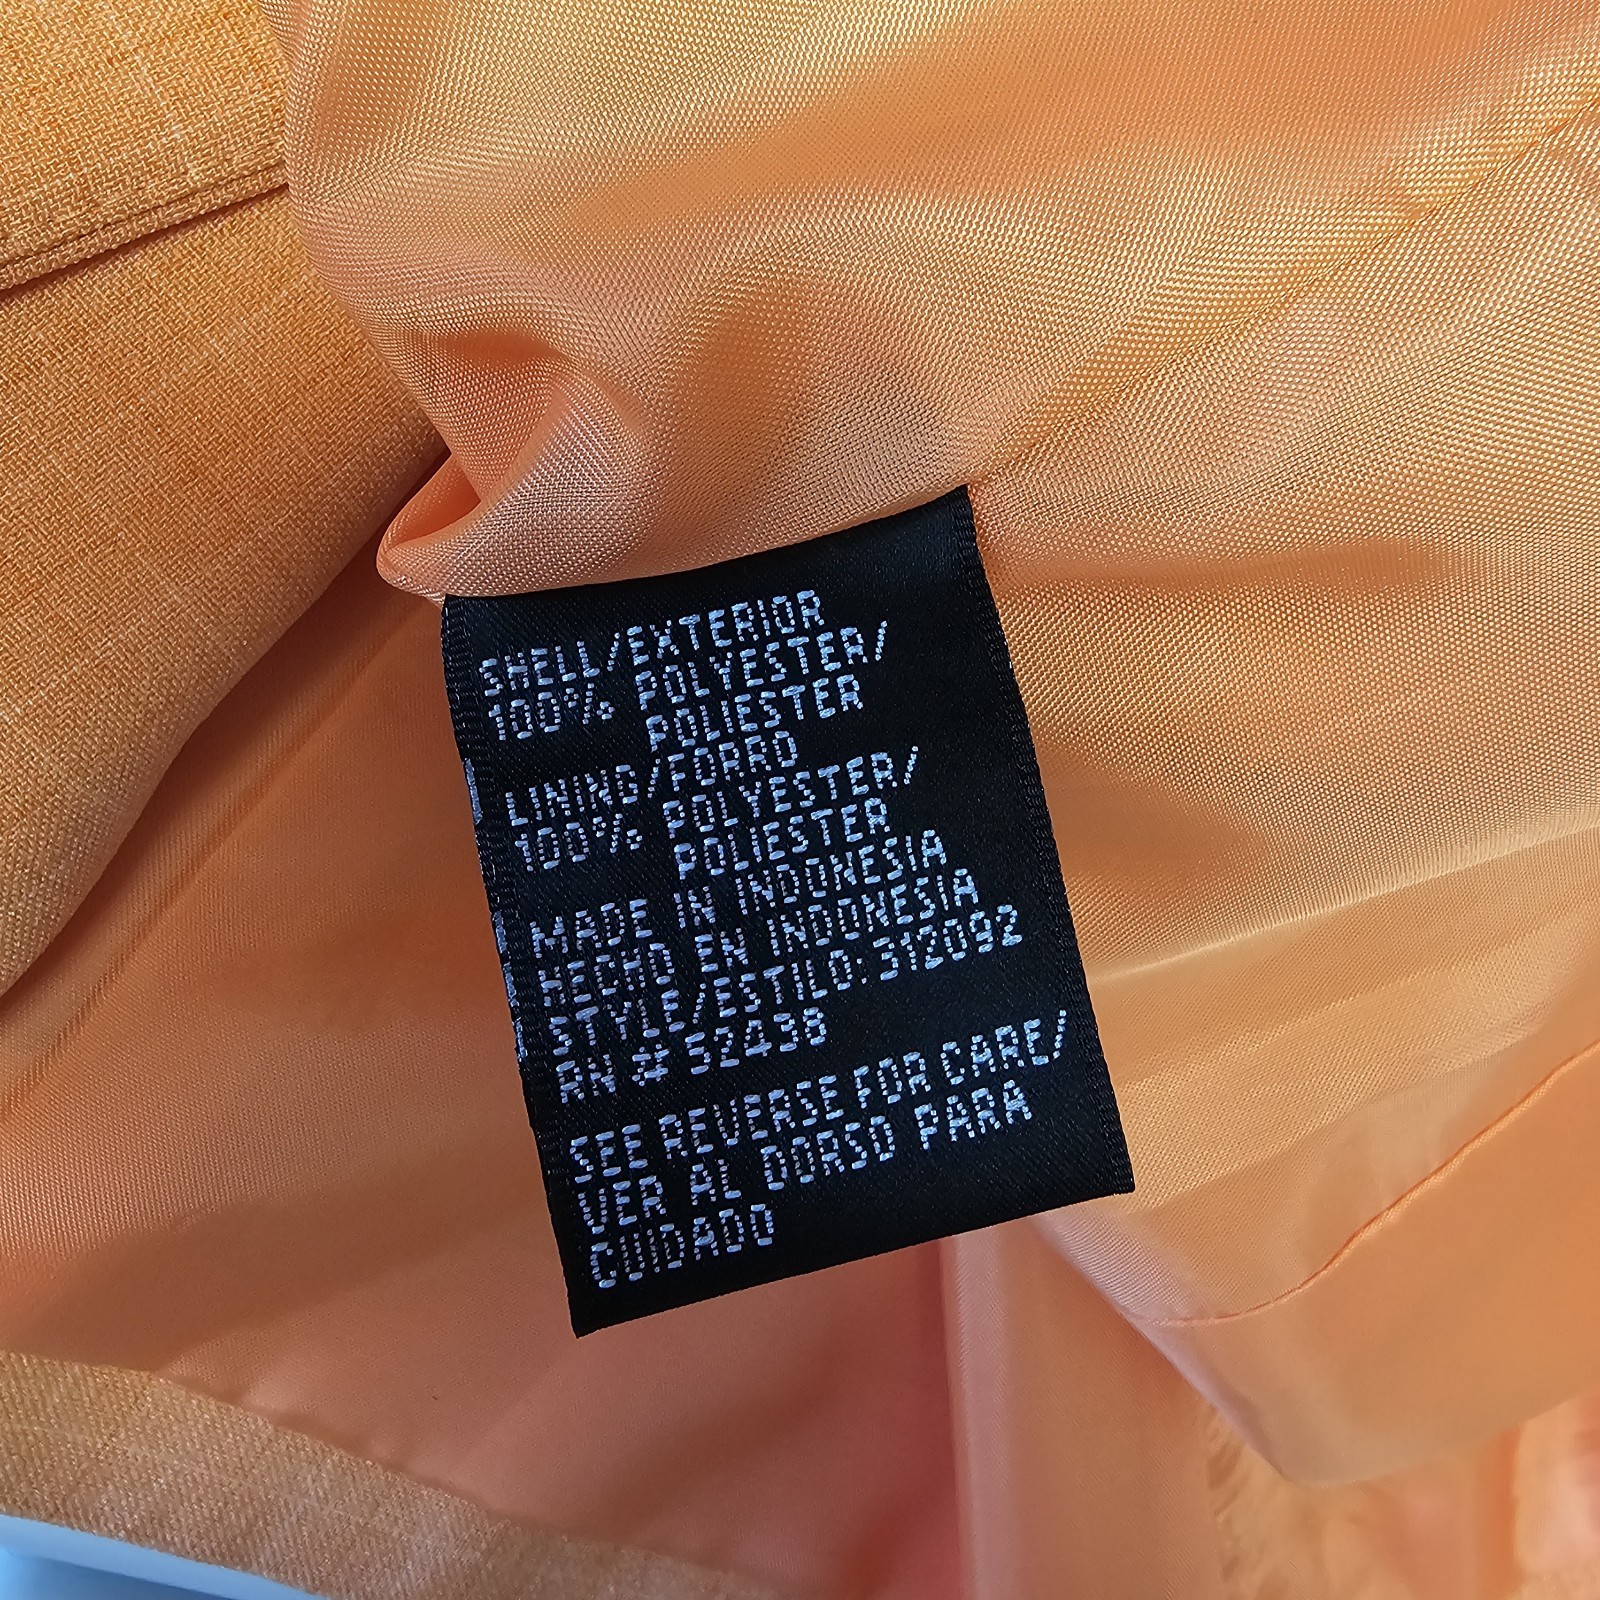 SHELL/EXTERIOR
100% POLYESTER/
POLIESTER
LINING/FORRO
100% POLYESTER/
POLIESTER
MADE IN INDONESIA
HECHO EN INDONESIA
STYLE/ESTILO:312092
RN # 52438
SEE REVERSE FOR CARE/
VER AL DORSO PARA
CUIDADO